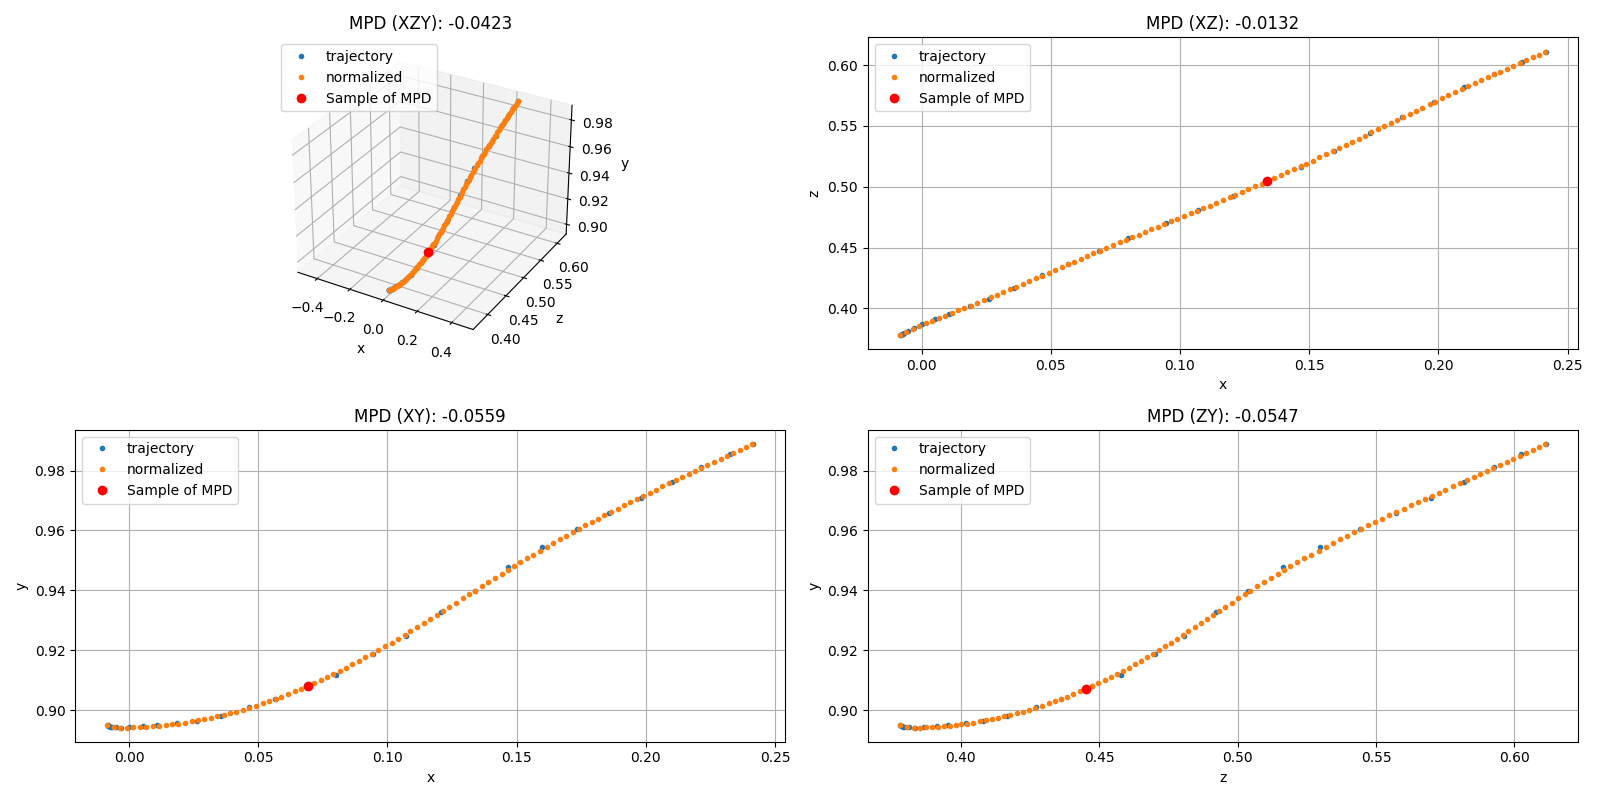 MPD (XZY): -0.0423
trajectory
normalized
Sample of MPD
0.98
0.96
0.94
0.92
0.90
y
0.60
0.55
0.50
0.45
0.40
z
−0.4
−0.2
0.0
0.2
0.4
x
MPD (XZ): -0.0132
trajectory
normalized
Sample of MPD
0.60
0.55
0.50
0.45
0.40
z
0.00 0.05 0.10 0.15 0.20 0.25
x
MPD (XY): -0.0559
trajectory
normalized
Sample of MPD
0.98
0.96
0.94
0.92
0.90
y
0.00 0.05 0.10 0.15 0.20 0.25
x
MPD (ZY): -0.0547
trajectory
normalized
Sample of MPD
0.98
0.96
0.94
0.92
0.90
y
0.40 0.45 0.50 0.55 0.60
z